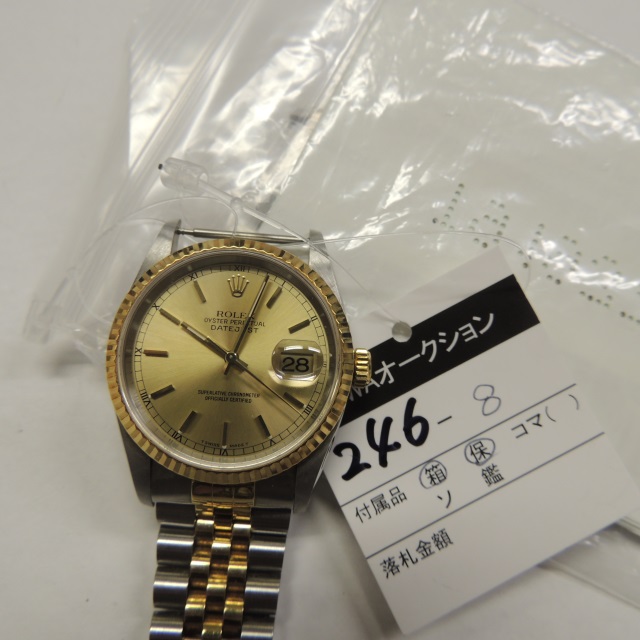 ROLEX
OYSTER PERPETUAL
DATEJUST
28
SUPERLATIVE CHRONOMETER
OFFICIALLY CERTIFIED
オークション
246-8
付属品 箱 保 コマ( )
ソ 鑑
落札金額